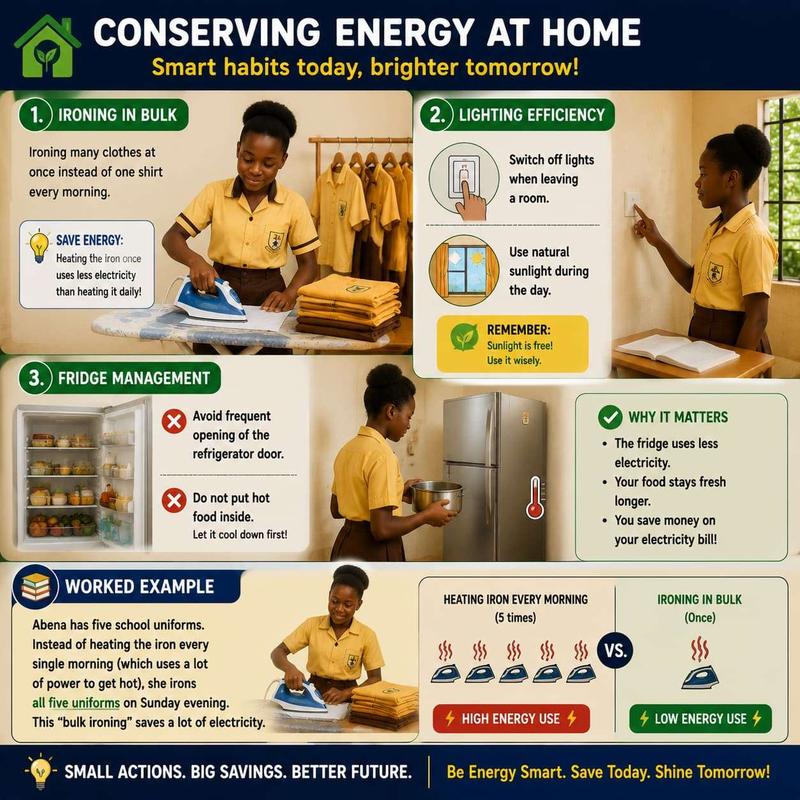 CONSERVING ENERGY AT HOME
Smart habits today, brighter tomorrow!
1. IRONING IN BULK
Ironing many clothes at
once instead of one shirt
every morning.
SAVE ENERGY:
Heating the iron once
uses less electricity
than heating it daily!
2. LIGHTING EFFICIENCY
Switch off lights
when leaving
a room.
Use natural
sunlight during
the day.
REMEMBER:
Sunlight is free!
Use it wisely.
3. FRIDGE MANAGEMENT
Avoid frequent
opening of the
refrigerator door.
Do not put hot
food inside.
Let it cool down first!
WHY IT MATTERS
• The fridge uses less
electricity.
• Your food stays fresh
longer.
• You save money on
your electricity bill!
WORKED EXAMPLE
Abena has five school uniforms.
Instead of heating the iron every
single morning (which uses a lot
of power to get hot), she irons
all five uniforms on Sunday evening.
This “bulk ironing” saves a lot of electricity.
HEATING IRON EVERY MORNING
(5 times)
HIGH ENERGY USE
VS.
IRONING IN BULK
(Once)
LOW ENERGY USE
SMALL ACTIONS. BIG SAVINGS. BETTER FUTURE.
Be Energy Smart. Save Today. Shine Tomorrow!